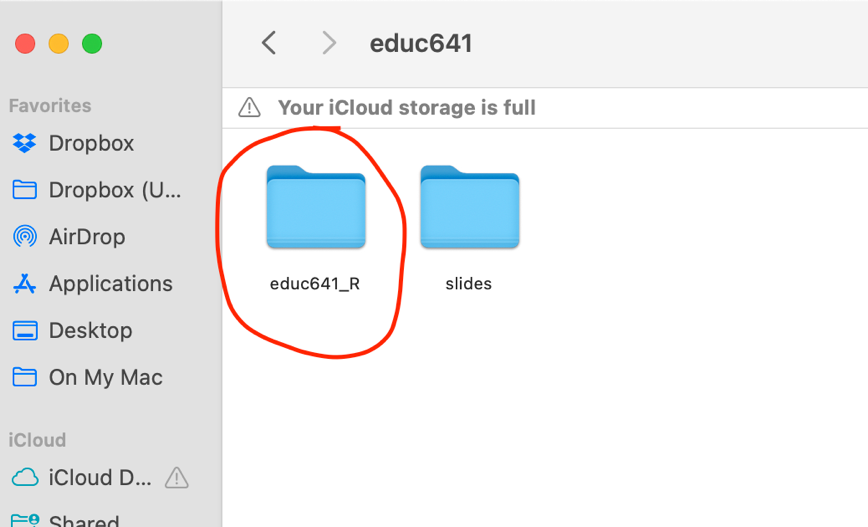 educ641
Favorites
Your iCloud storage is full
Dropbox
Dropbox (U...
AirDrop
Applications
Desktop
On My Mac
educ641_R
slides
iCloud
iCloud D...
Shared